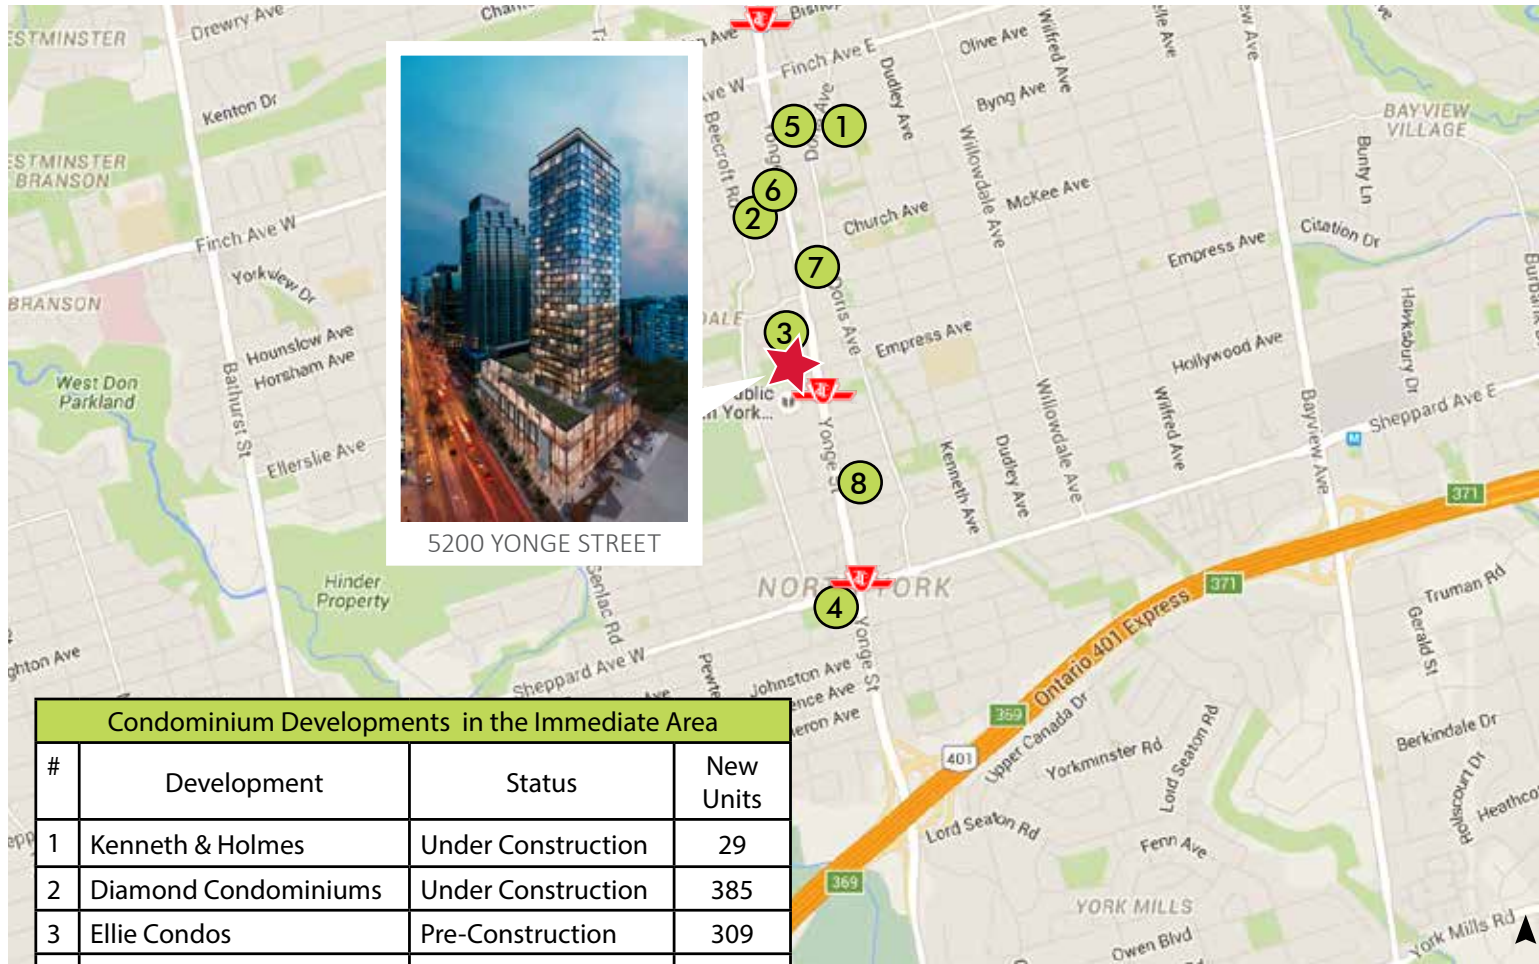 Drewry Ave
Bishop
Finch Ave E
Olive Ave
Wilfred Ave
Dudley Ave
Byng Ave
BAYVIEW
VILLAGE
Kenton Dr
Beecroft Rd
5
1
Willowdale Ave
Bunty Ln
BRANSON
6
2
McKee Ave
Church Ave
Finch Ave W
Citation Dr
Empress Ave
Yorkview Dr
7
BRANSON
Doris Ave
Hawksbury Dr
3
Empress Ave
Hounslow Ave
Horsham Ave
Hollywood Ave
West Don
Parkland
Bathurst St
Willowdale Ave
Wilfred Ave
Bayview Ave
Sheppard Ave E
M
Yonge St
Kenneth Ave
Dudley Ave
Ellerslie Ave
8
371
5200 YONGE STREET
Hinder
Property
371
4
Truman Rd
Gerald St
Senlac Rd
Ontario 401 Express
Yonge St
Sheppard Ave W
Johnston Ave
369
Upper Canada Dr
401
Yorkminster Rd
Lord Seaton Rd
Berkindale Dr
Lord Seaton Rd
Fenn Ave
369
YORK MILLS
Owen Blvd
York Mills Rd
Condominium Developments in the Immediate Area
# Development Status New Units
1 Kenneth & Holmes Under Construction 29
2 Diamond Condominiums Under Construction 385
3 Ellie Condos Pre-Construction 309